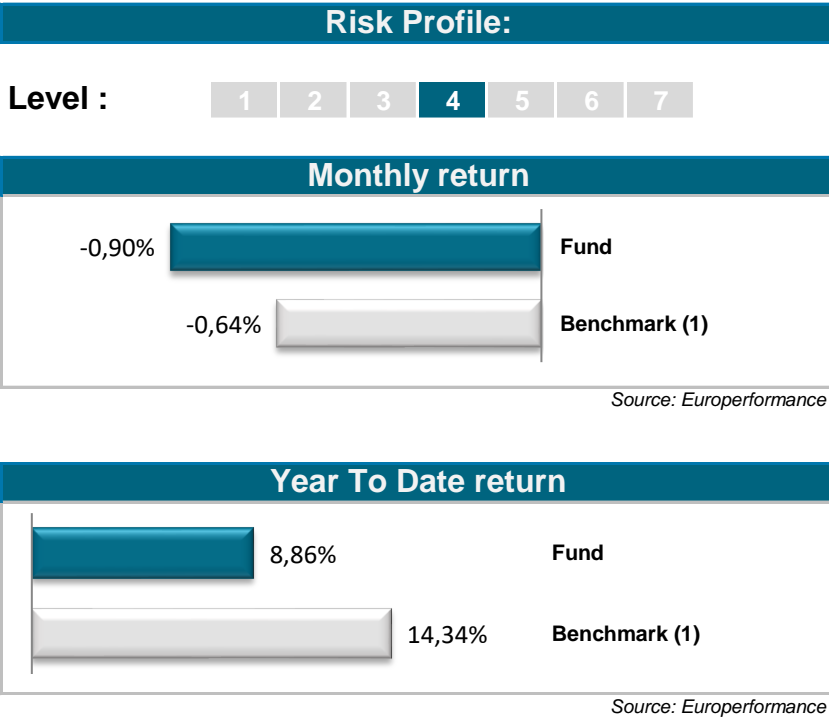 Risk Profile:
Level : 1 2 3 4 5 6 7
Monthly return
-0,90% Fund
-0,64% Benchmark (1)
Source: Europerformance
Year To Date return
8,86% Fund
14,34% Benchmark (1)
Source: Europerformance